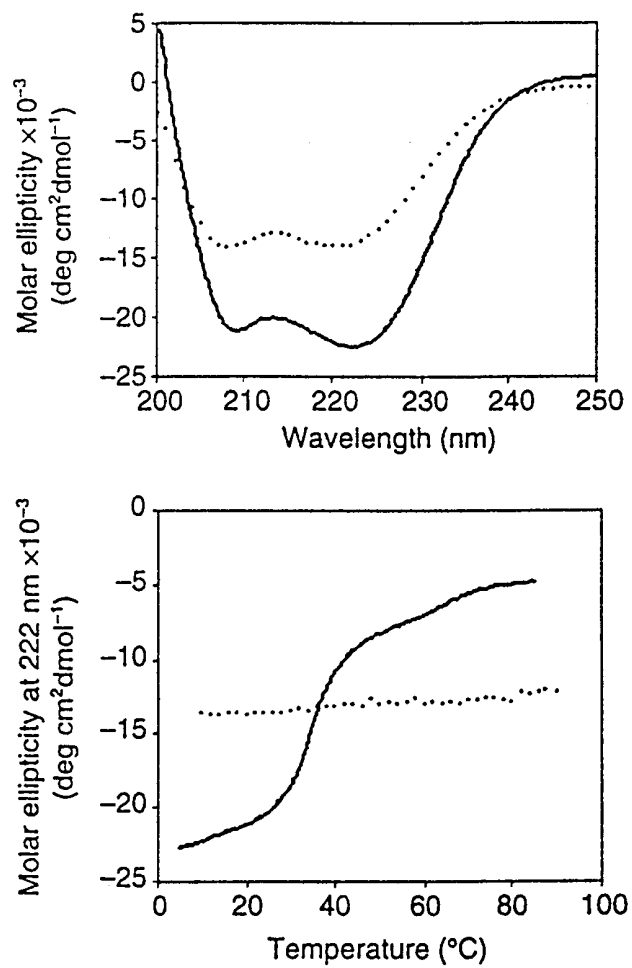 Molar ellipticity ×10⁻³
(deg cm²dmol⁻¹)
5
0
−5
−10
−15
−20
−25
200 210 220 230 240 250
Wavelength (nm)
Molar ellipticity at 222 nm ×10⁻³
(deg cm²dmol⁻¹)
0
−5
−10
−15
−20
−25
0 20 40 60 80 100
Temperature (°C)